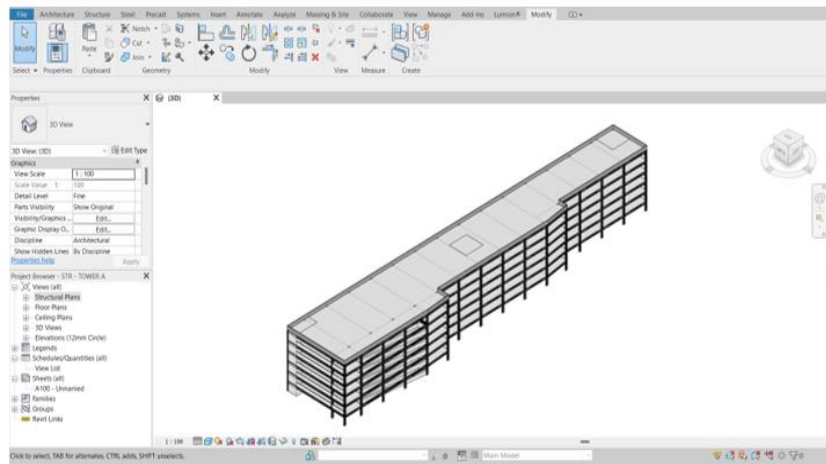 File Architecture Structure Steel Precast Systems Insert Annotate Analyze Massing & Site Collaborate View Manage Add-Ins Lumion® Modify
Modify
Paste
Notch
Cut
Join
Select Properties Clipboard Geometry Modify View Measure Create
Properties X
{3D} X
3D View
3D View: {3D} Edit Type
Graphics
View Scale 1 : 100
Scale Value 1: 100
Detail Level Fine
Parts Visibility Show Original
Visibility/Graphics ... Edit...
Graphic Display O... Edit...
Discipline Architectural
Show Hidden Lines By Discipline
Properties help Apply
Project Browser - STR - TOWER A X
Views (all)
Structural Plans
Floor Plans
Ceiling Plans
3D Views
Elevations (12mm Circle)
Legends
Schedules/Quantities (all)
View List
Sheets (all)
A100 - Unnamed
Families
Groups
Revit Links
1 : 100
Click to select, TAB for alternates, CTRL adds, SHIFT unselects. :0 Main Model :0